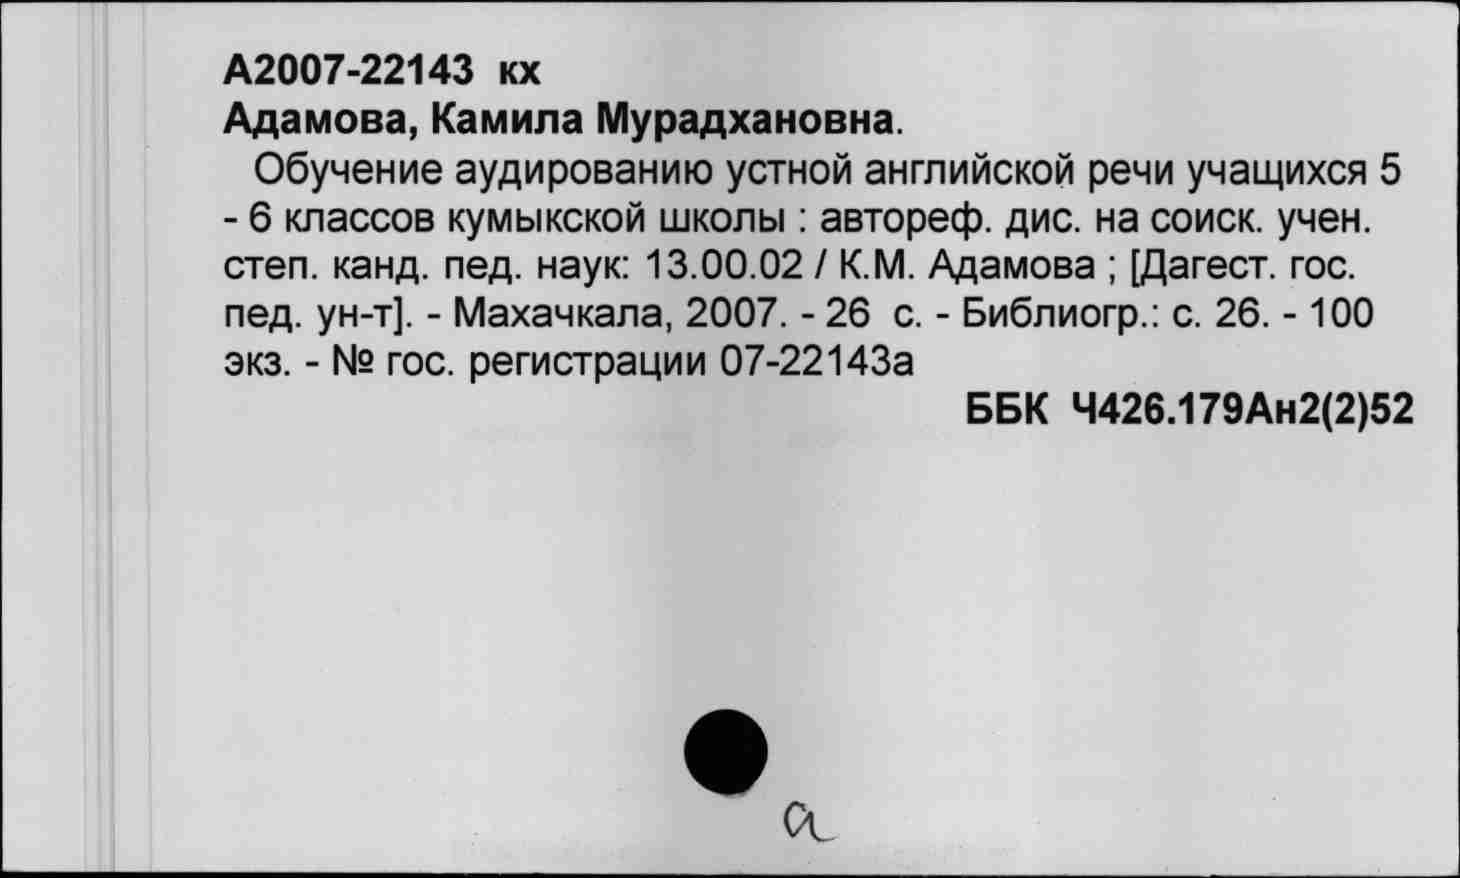 А2007-22143 кх
Адамова, Камила Мурадхановна.
Обучение аудированию устной английской речи учащихся 5
- 6 классов кумыкской школы : автореф. дис. на соиск. учен.
степ. канд. пед. наук: 13.00.02 / К.М. Адамова ; [Дагест. гос.
пед. ун-т]. - Махачкала, 2007. - 26 с. - Библиогр.: с. 26. - 100
экз. - № гос. регистрации 07-22143а
ББК Ч426.179Ан2(2)52
а